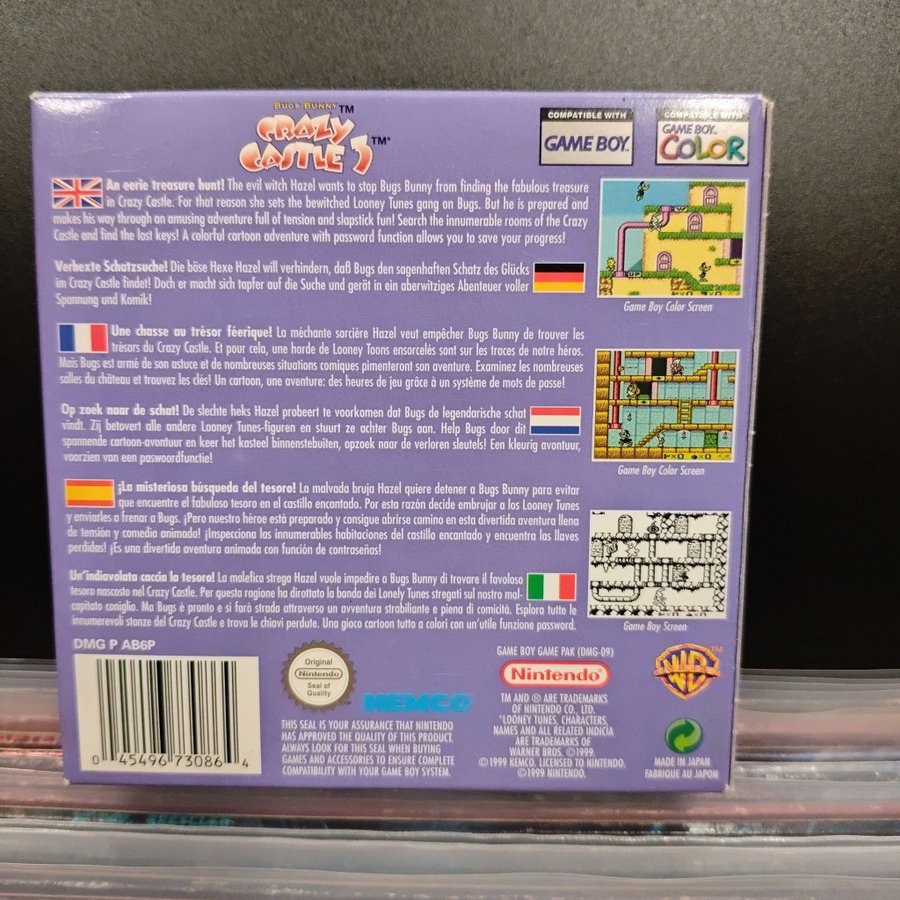 BUGS BUNNY™
CRAZY
CASTLE 3™*
COMPATIBLE WITH
GAME BOY™
COMPATIBLE WITH
GAME BOY™
COLOR
An eerie treasure hunt! The evil witch Hazel wants to stop Bugs Bunny from finding the fabulous treasure
in Crazy Castle. For that reason she sets the bewitched Looney Tunes gang on Bugs. But he is prepared and
makes his way through an amusing adventure full of tension and slapstick fun! Search the innumerable rooms of the Crazy
Castle and find the lost keys! A colorful cartoon adventure with password function allows you to save your progress!
Game Boy Color Screen
Verhexte Schatzsuche! Die böse Hexe Hazel will verhindern, daß Bugs den sagenhaften Schatz des Glücks
im Crazy Castle findet! Doch er macht sich tapfer auf die Suche und gerät in ein aberwitziges Abenteuer voller
Spannung und Komik!
Une chasse au trésor féerique! La méchante sorcière Hazel veut empêcher Bugs Bunny de trouver les
trésors du Crazy Castle. Et pour cela, une horde de Looney Toons ensorcelés sont sur les traces de notre héros.
Mais Bugs est armé de son astuce et de nombreuses situations comiques pimenteront son aventure. Examinez les nombreuses
salles du château et trouvez les clés! Un cartoon, une aventure: des heures de jeu grâce à un système de mots de passe!
Op zoek naar de schat! De slechte heks Hazel probeert te voorkomen dat Bugs de legendarische schat
vindt. Zij betovert alle andere Looney Tunes-figuren en stuurt ze achter Bugs aan. Help Bugs door dit
spannende cartoon-avontuur en keer het kasteel binnenstebuiten, opzoek naar de verloren sleutels! Een kleurig avontuur,
voorzien van een paswoordfunctie!
Game Boy Color Screen
¡La misteriosa búsqueda del tesoro! La malvada bruja Hazel quiere detener a Bugs Bunny para evitar
que encuentre el fabuloso tesoro en el castillo encantado. Por esta razón decide embrujar a los Looney Tunes
y enviarles a frenar a Bugs. ¡Pero nuestro héroe está preparado y consigue abrirse camino en esta divertida aventura llena
de tensión y comedia animada! ¡Inspecciona las innumerables habitaciones del castillo encantado y encuentra las llaves
perdidas! ¡Es una divertida aventura animada con función de contraseñas!
Un'indiavolata caccia la tesoro! La malefica strega Hazel vuole impedire a Bugs Bunny di trovare il favoloso
tesoro nascosto nel Crazy Castle. Per questa ragione ha dirottato la banda dei Lonely Tunes stregati sul nostro mal-
capitato coniglio. Ma Bugs è pronto e si farà strada attraverso un avventura strabiliante e piena di comicità. Esplora tutte le
innumerevoli stanze del Crazy Castle e trova le chiavi perdute. Una gioco cartoon tutto a colori con un'utile funzione password.
Game Boy Screen
DMG P AB6P
0 45496 73086 4
Original
Nintendo
Seal of
Quality
KEMCO
THIS SEAL IS YOUR ASSURANCE THAT NINTENDO
HAS APPROVED THE QUALITY OF THIS PRODUCT.
ALWAYS LOOK FOR THIS SEAL WHEN BUYING
GAMES AND ACCESSORIES TO ENSURE COMPLETE
COMPATIBILITY WITH YOUR GAME BOY SYSTEM.
GAME BOY GAME PAK (DMG-09)
Nintendo®
TM AND ® ARE TRADEMARKS
OF NINTENDO CO., LTD.
*LOONEY TUNES, CHARACTERS,
NAMES AND ALL RELATED INDICIA
ARE TRADEMARKS OF
WARNER BROS. ©1999.
©1999 KEMCO. LICENSED TO NINTENDO.
©1999 NINTENDO.
WB™
MADE IN JAPAN
FABRIQUE AU JAPON